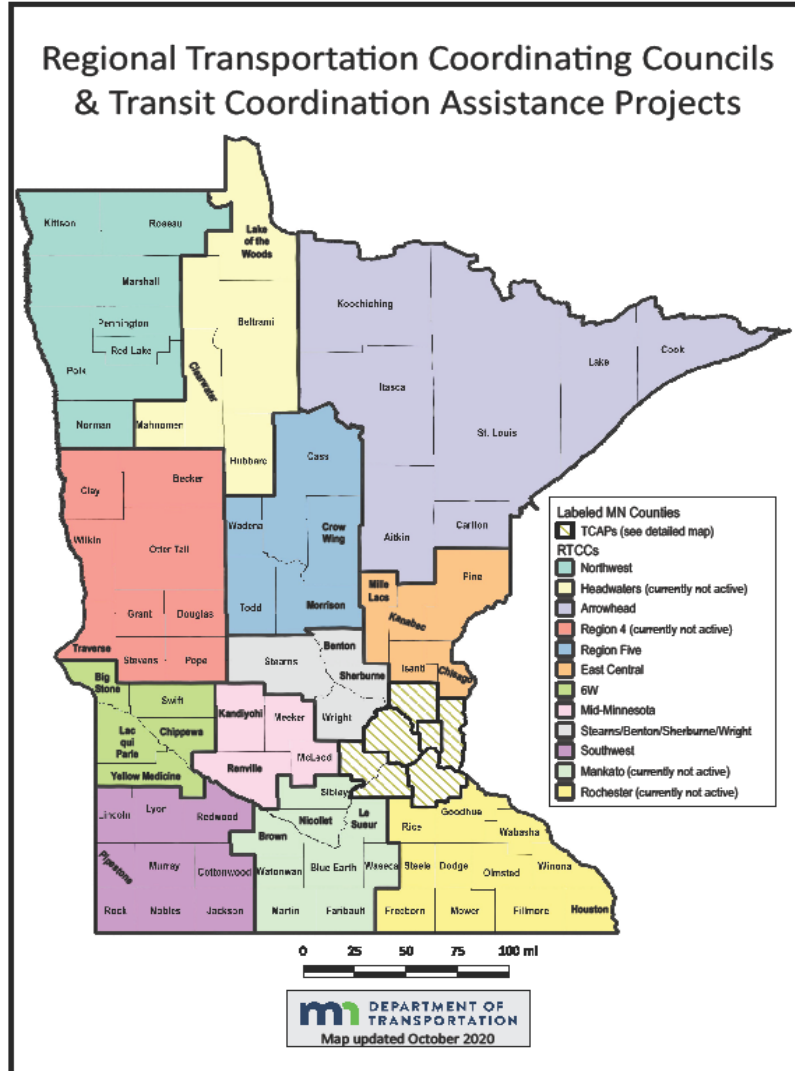 Regional Transportation Coordinating Councils
& Transit Coordination Assistance Projects
Kittson
Roseau
Lake
of the
Woods
Marshall
Koochiching
Pennington
Beltrami
Red Lake
Polk
Clearwater
Itasca
Lake
Cook
Norman
Mahnomen
St. Louis
Hubbard
Cass
Clay
Becker
Wadena
Crow
Wing
Aitkin
Carlton
Wilkin
Otter Tail
Pine
Mille
Lacs
Kanabec
Grant
Douglas
Todd
Morrison
Traverse
Stevens
Pope
Stearns
Benton
Sherburne
Isanti
Chisago
Big
Stone
Swift
Kandiyohi
Meeker
Wright
Lac
qui
Parle
Chippewa
McLeod
Renville
Yellow Medicine
Sibley
Lincoln
Lyon
Redwood
Nicollet
Le
Sueur
Brown
Rice
Goodhue
Wabasha
Pipestone
Murray
Cottonwood
Watonwan
Blue Earth
Waseca
Steele
Dodge
Olmsted
Winona
Rock
Nobles
Jackson
Martin
Faribault
Freeborn
Mower
Fillmore
Houston
Labeled MN Counties
TCAPs (see detailed map)
RTCCs
Northwest
Headwaters (currently not active)
Arrowhead
Region 4 (currently not active)
Region Five
East Central
6W
Mid-Minnesota
Stearns/Benton/Sherburne/Wright
Southwest
Mankato (currently not active)
Rochester (currently not active)
0 25 50 75 100 mi
mn DEPARTMENT OF
TRANSPORTATION
Map updated October 2020